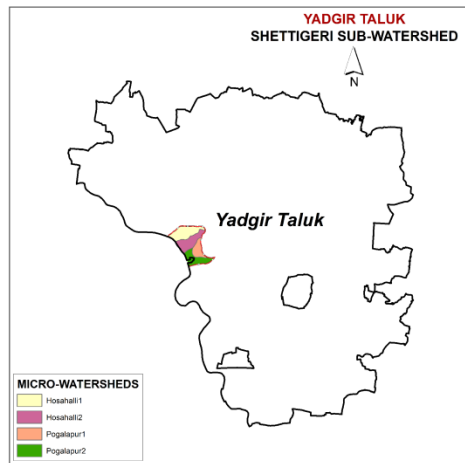 YADGIR TALUK
SHETTIGERI SUB-WATERSHED
N
Yadgir Taluk
MICRO-WATERSHEDS
Hosahalli1
Hosahalli2
Pogalapur1
Pogalapur2